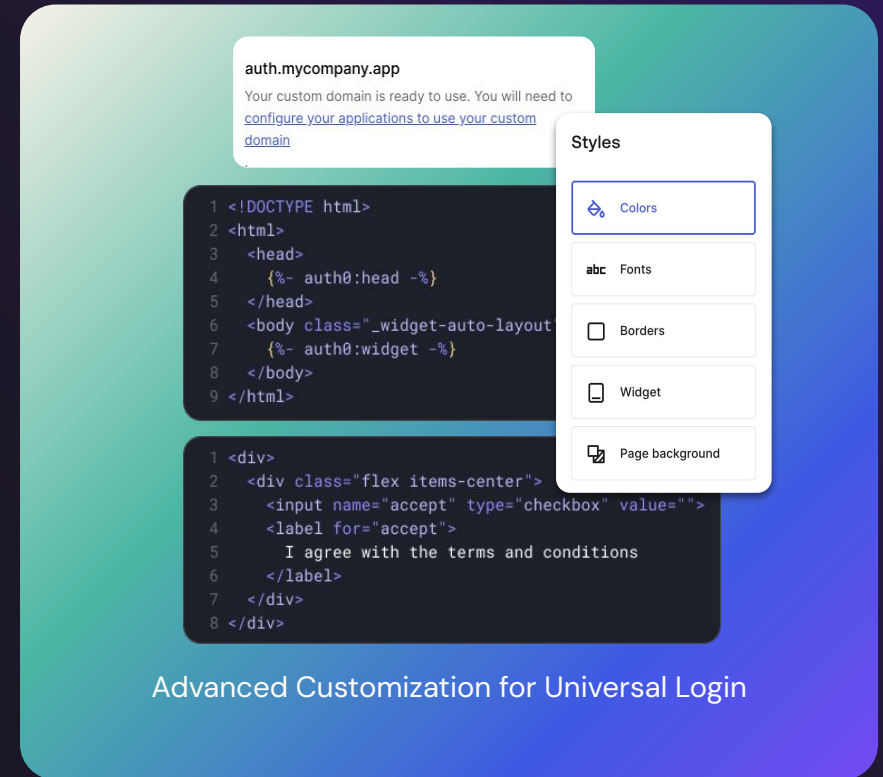 auth.mycompany.app
Your custom domain is ready to use. You will need to
configure your applications to use your custom
domain
.
Styles
Colors
abc Fonts
Borders
Widget
Page background
1 <!DOCTYPE html>
2 <html>
3   <head>
4     {%- auth0:head -%}
5   </head>
6   <body class="_widget-auto-layout"
7     {%- auth0:widget -%}
8   </body>
9 </html>
1 <div>
2   <div class="flex items-center">
3     <input name="accept" type="checkbox" value="">
4     <label for="accept">
5       I agree with the terms and conditions
6     </label>
7   </div>
8 </div>
Advanced Customization for Universal Login